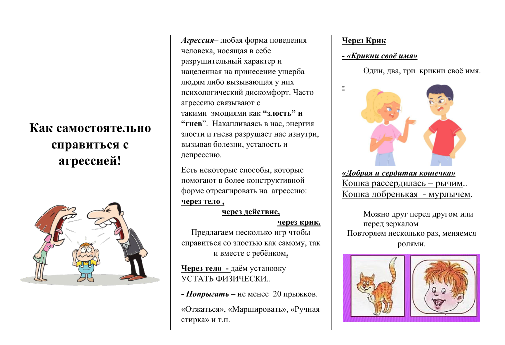 Как самостоятельно
справиться с
агрессией!
Агрессия– любая форма поведения
человека, носящая в себе
разрушительный характер и
нацеленная на принесение ущерба
людям либо вызывающая у них
психологический дискомфорт. Часто
агрессию связывают с
такими эмоциями как "злость" и
"гнев". Накапливаясь в нас, энергия
злости и гнева разрушает нас изнутри,
вызывая болезни, усталость и
депрессию.
Есть некоторые способы, которые
помогают в более конструктивной
форме отреагировать на агрессию:
через тело ,
через действие,
через крик.
Предлагаем несколько игр чтобы
справиться со злостью как самому, так
и вместе с ребёнком.
Через тело - даём установку
УСТАТЬ ФИЗИЧЕСКИ..
- Попрыгать – не менее 20 прыжков.
«Отжаться», «Маршировать», «Ручная
стирка» и т.п.
Через Крик
- «Крикни своё имя»
Один, два, три крикни своё имя
-
«Добрая и сердитая кошечка»
Кошка рассердилась – рычим..
Кошка добренькая - мурлычем.
Можно друг перед другом или
перед зеркалом
Повторяем несколько раз, меняемся
ролями.